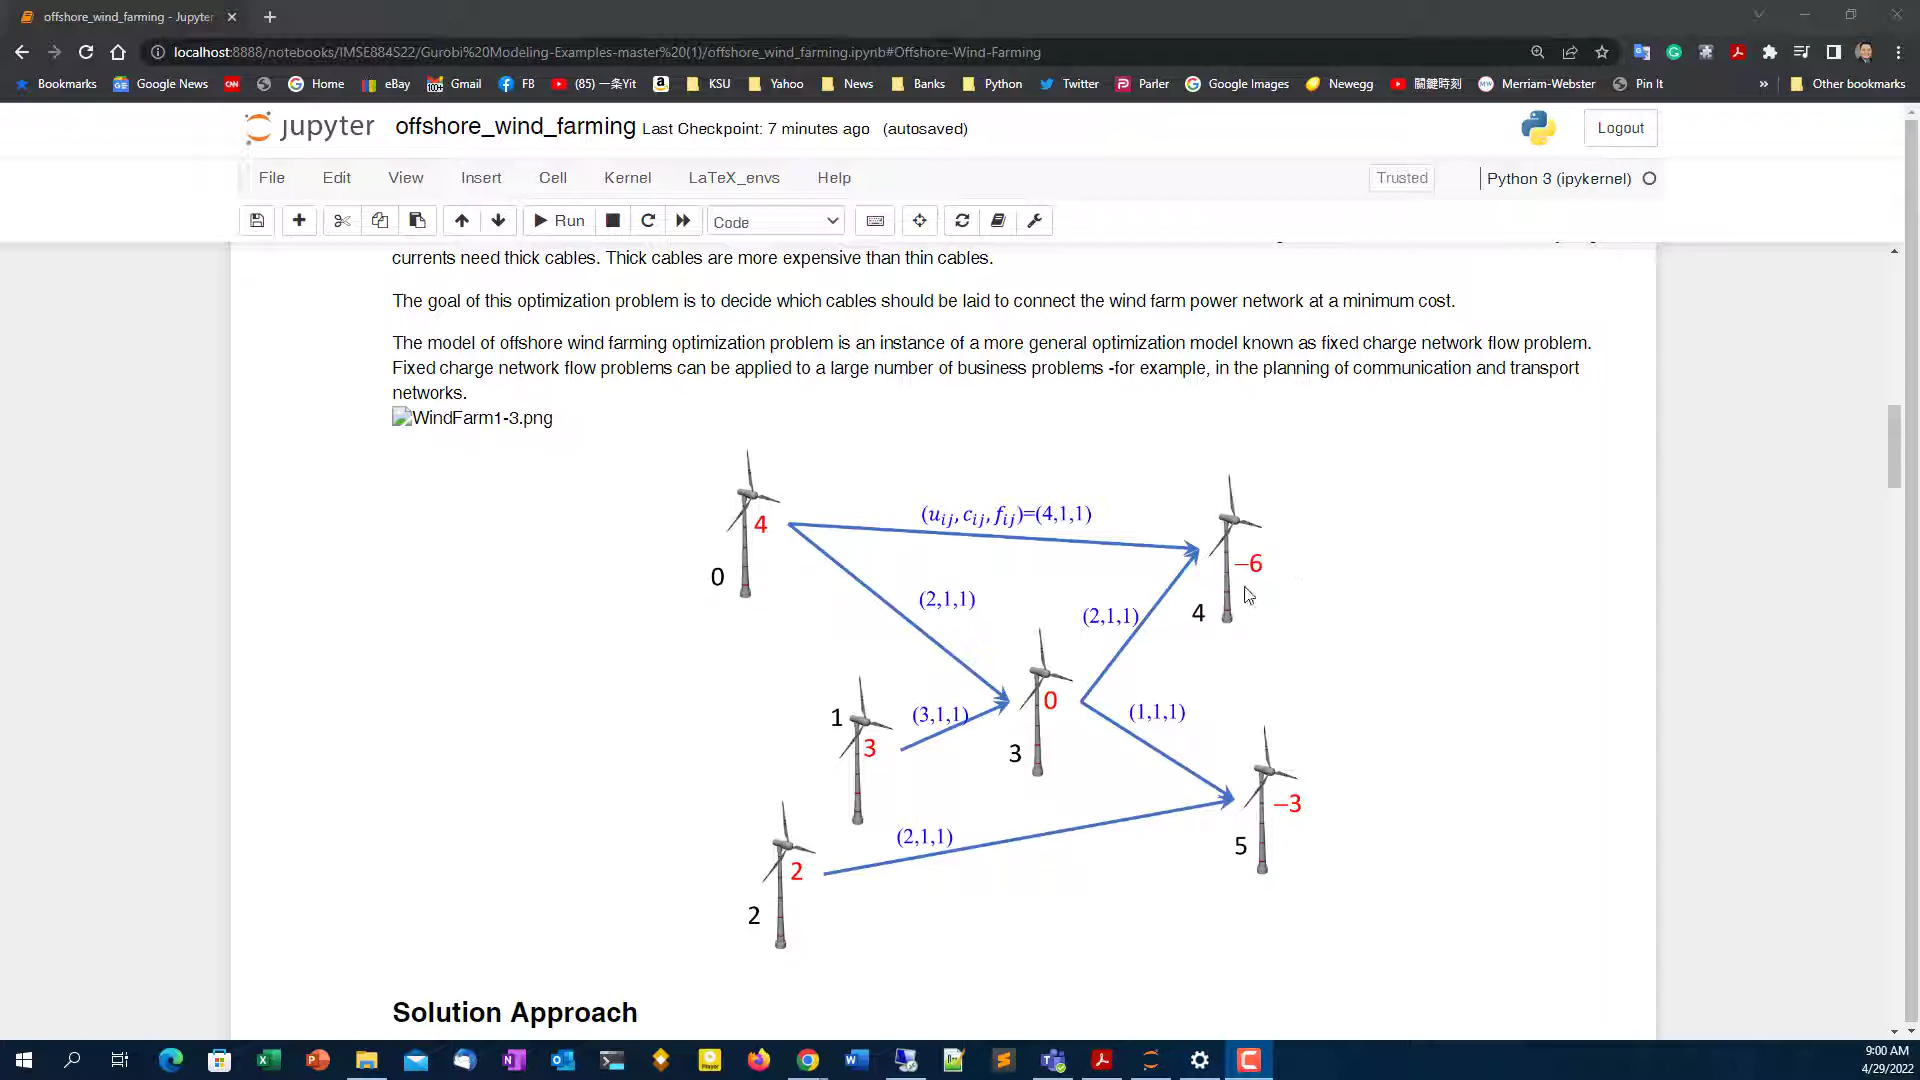 offshore_wind_farming - Jupyter
localhost:8888/notebooks/IMSE884S22/Gurobi%20Modeling-Examples-master%20(1)/offshore_wind_farming.ipynb#Offshore-Wind-Farming
Bookmarks Google News Home eBay Gmail FB (85) 一条Yit KSU Yahoo News Banks Python Twitter Parler Google Images Newegg 關鍵時刻 Merriam-Webster Pin It » Other bookmarks
jupyter offshore_wind_farming Last Checkpoint: 7 minutes ago (autosaved) Logout
File Edit View Insert Cell Kernel LaTeX_envs Help Trusted Python 3 (ipykernel)
Run Code
currents need thick cables. Thick cables are more expensive than thin cables.
The goal of this optimization problem is to decide which cables should be laid to connect the wind farm power network at a minimum cost.
The model of offshore wind farming optimization problem is an instance of a more general optimization model known as fixed charge network flow problem.
Fixed charge network flow problems can be applied to a large number of business problems -for example, in the planning of communication and transport
networks.
WindFarm1-3.png
(u_ij, c_ij, f_ij)=(4,1,1)
4
−6
0
(2,1,1)
(2,1,1)
4
0
1
(3,1,1)
(1,1,1)
3
3
−3
(2,1,1)
5
2
2
Solution Approach
9:00 AM
4/29/2022